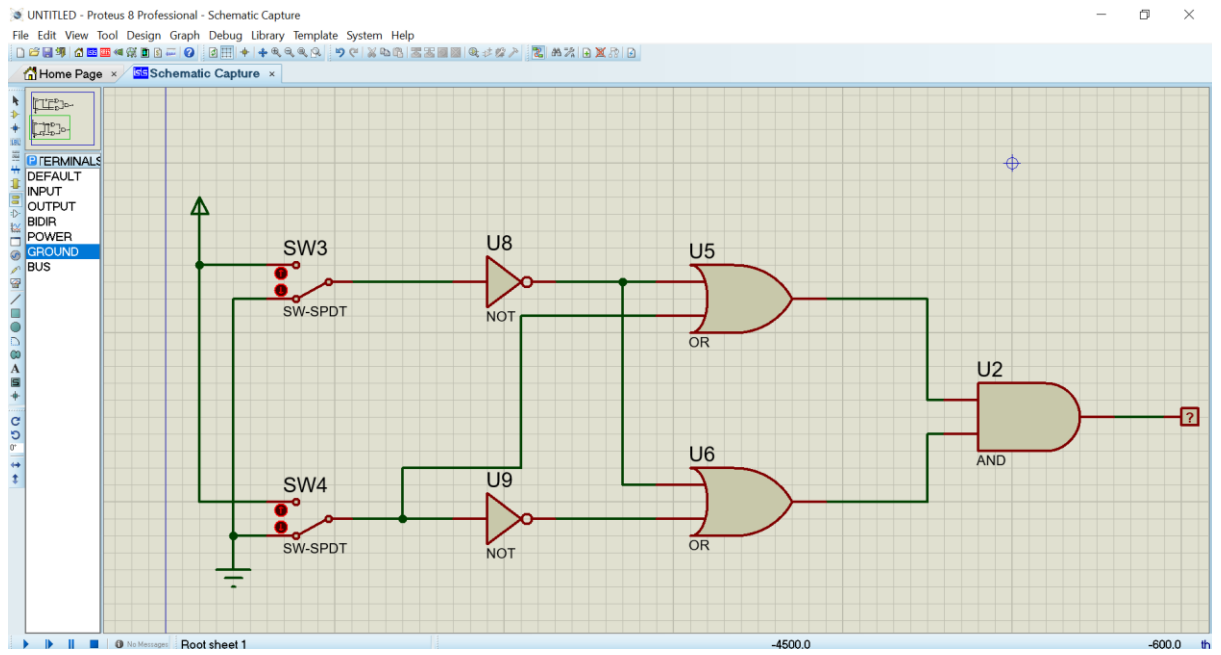 UNTITLED - Proteus 8 Professional - Schematic Capture
File Edit View Tool Design Graph Debug Library Template System Help
Home Page × Schematic Capture ×
P TERMINALS
DEFAULT
INPUT
OUTPUT
BIDIR
POWER
GROUND
BUS
SW3
SW-SPDT
U8
NOT
U5
OR
U2
AND
?
SW4
SW-SPDT
U9
NOT
U6
OR
No Messages Root sheet 1 -4500.0 -600.0 th